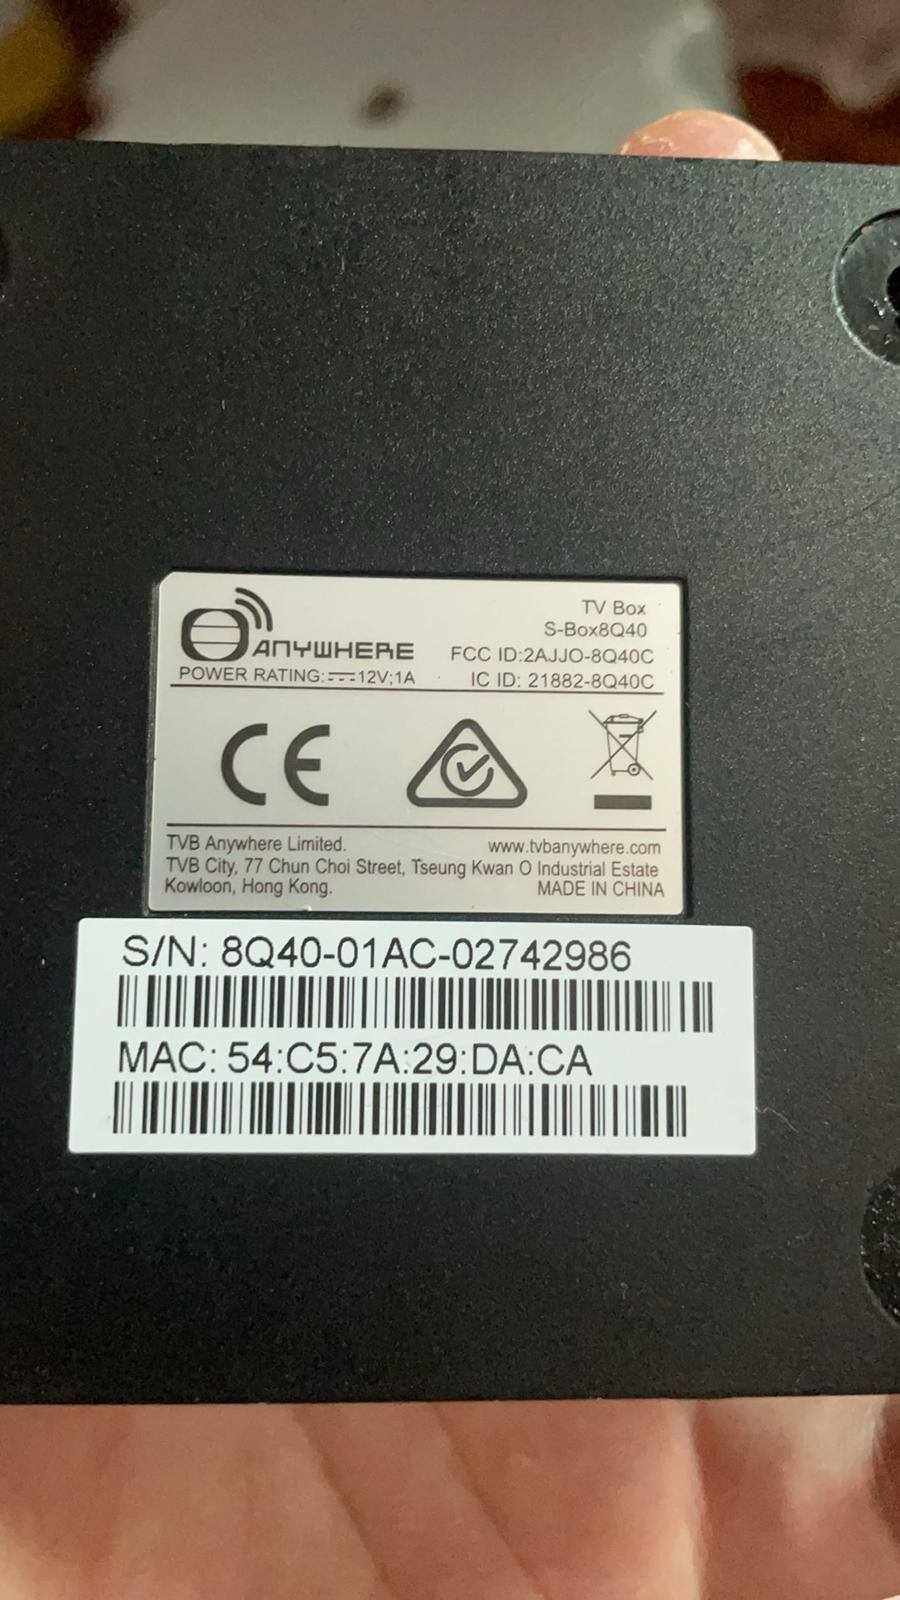 TV Box
S-Box8Q40
ANYWHERE
FCC ID:2AJJO-8Q40C
POWER RATING: 12V;1A
IC ID: 21882-8Q40C
CE
TVB Anywhere Limited.
www.tvbanywhere.com
TVB City, 77 Chun Choi Street, Tseung Kwan O Industrial Estate
Kowloon, Hong Kong.
MADE IN CHINA
S/N: 8Q40-01AC-02742986
MAC: 54:C5:7A:29:DA:CA